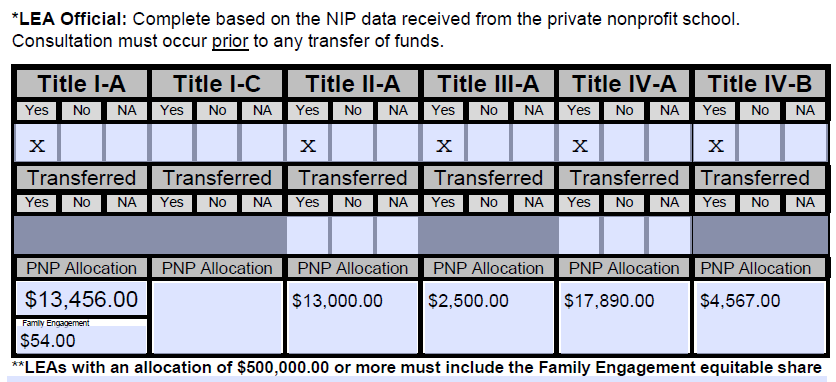 *LEA Official: Complete based on the NIP data received from the private nonprofit school.
Consultation must occur prior to any transfer of funds.
Title I-A Title I-C Title II-A Title III-A Title IV-A Title IV-B
Yes No NA Yes No NA Yes No NA Yes No NA Yes No NA Yes No NA
x x x x x
Transferred Transferred Transferred Transferred Transferred Transferred
Yes No NA Yes No NA Yes No NA Yes No NA Yes No NA Yes No NA
PNP Allocation PNP Allocation PNP Allocation PNP Allocation PNP Allocation PNP Allocation
$13,456.00 $13,000.00 $2,500.00 $17,890.00 $4,567.00
Family Engagement
$54.00
**LEAs with an allocation of $500,000.00 or more must include the Family Engagement equitable share